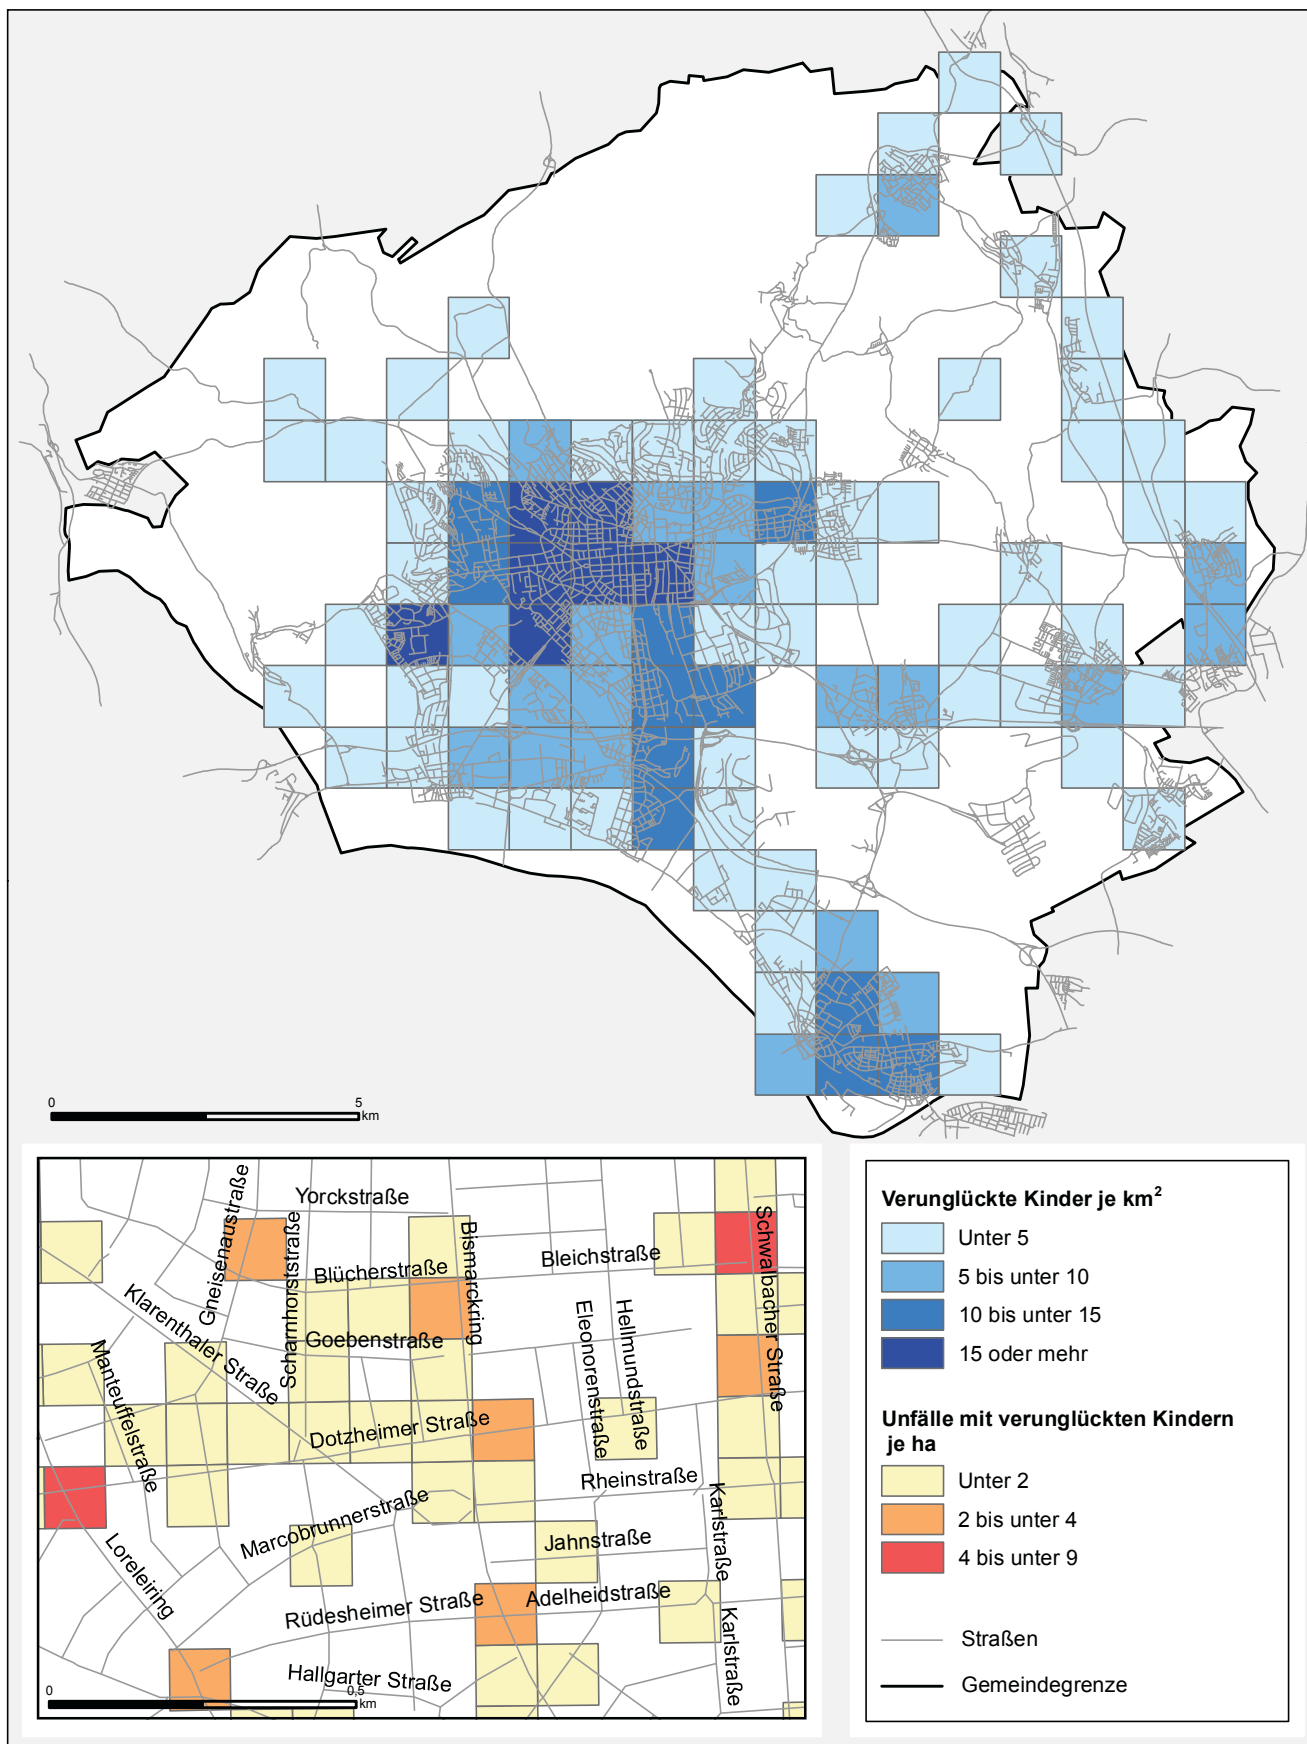 0
5
km
Yorckstraße
Gneisenaustraße
Scharnhorststraße
Blücherstraße
Bismarckring
Bleichstraße
Schwalbacher Straße
Klarenthaler Straße
Goebenstraße
Eleonorenstraße
Hellmundstraße
Manteuffelstraße
Dotzheimer Straße
Rheinstraße
Karlstraße
Marcobrunnerstraße
Jahnstraße
Loreleiring
Rüdesheimer Straße
Adelheidstraße
Karlstraße
Hallgarter Straße
0
0,5
km
Verunglückte Kinder je km²
Unter 5
5 bis unter 10
10 bis unter 15
15 oder mehr
Unfälle mit verunglückten Kindern
je ha
Unter 2
2 bis unter 4
4 bis unter 9
Straßen
Gemeindegrenze